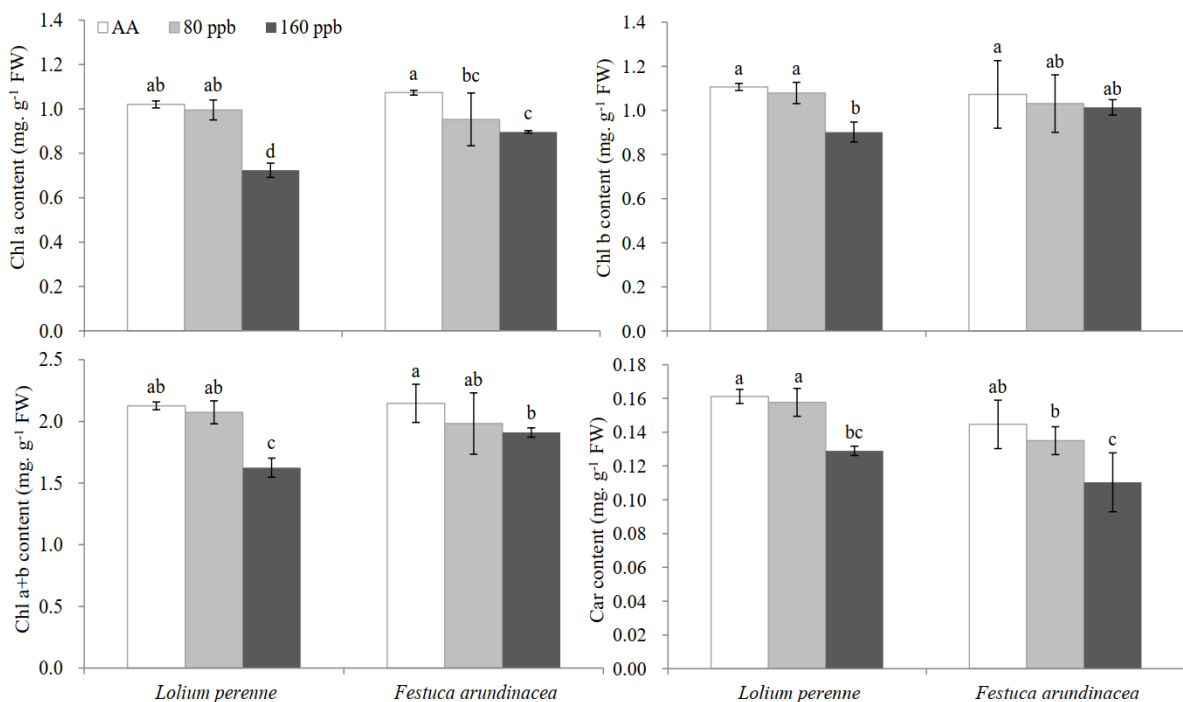 Chl a content (mg. g⁻¹ FW)
1.4
1.2
1.0
0.8
0.6
0.4
0.2
0.0
AA 80 ppb 160 ppb
ab ab d a bc c
Chl b content (mg. g⁻¹ FW)
1.4
1.2
1.0
0.8
0.6
0.4
0.2
0.0
a a b a ab ab
Chl a+b content (mg. g⁻¹ FW)
2.5
2.0
1.5
1.0
0.5
0.0
ab ab c a ab b
Lolium perenne Festuca arundinacea
Car content (mg. g⁻¹ FW)
0.18
0.16
0.14
0.12
0.10
0.08
0.06
0.04
0.02
0.00
a a bc ab b c
Lolium perenne Festuca arundinacea